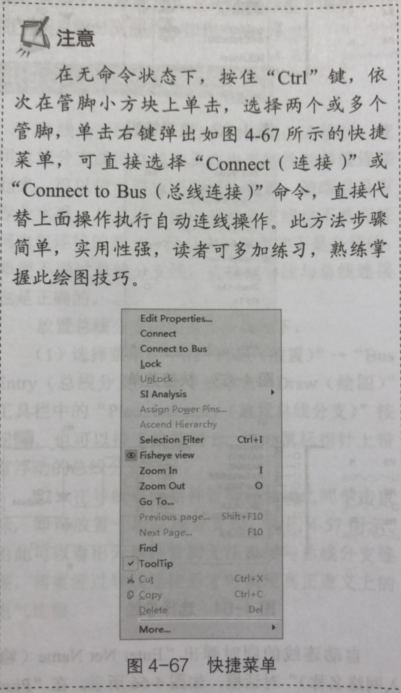 注意
在无命令状态下，按住“Ctrl”键，依
次在管脚小方块上单击，选择两个或多个
管脚，单击右键弹出如图 4-67 所示的快捷
菜单，可直接选择“Connect（连接）”或
“Connect to Bus（总线连接）”命令，直接代
替上面操作执行自动连线操作。此方法步骤
简单，实用性强，读者可多加练习，熟练掌
握此绘图技巧。
Edit Properties...
Connect
Connect to Bus
Lock
UnLock
SI Analysis
Assign Power Pins...
Ascend Hierarchy
Selection Filter Ctrl+I
Fisheye view
Zoom In I
Zoom Out O
Go To...
Previous page... Shift+F10
Next Page... F10
Find
ToolTip
Cut Ctrl+X
Copy Ctrl+C
Delete Del
More...
图 4-67 快捷菜单